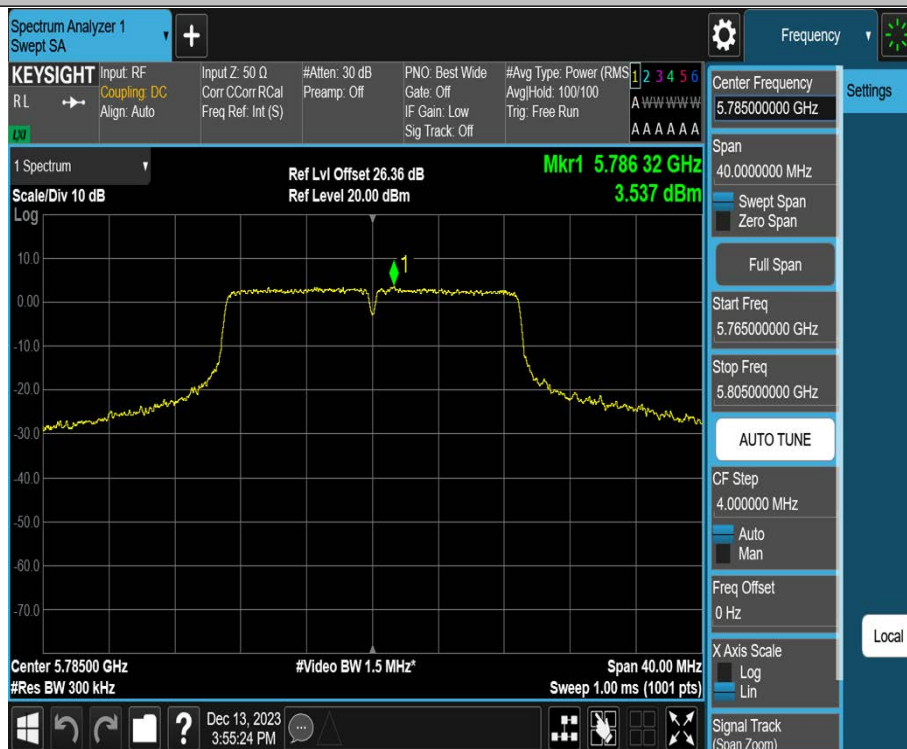 Spectrum Analyzer 1
Swept SA
Frequency
KEYSIGHT
RL
LXI
Input: RF
Coupling: DC
Align: Auto
Input Z: 50 Ω
Corr CCorr RCal
Freq Ref: Int (S)
#Atten: 30 dB
Preamp: Off
PNO: Best Wide
Gate: Off
IF Gain: Low
Sig Track: Off
#Avg Type: Power (RMS
Avg|Hold: 100/100
Trig: Free Run
1 2 3 4 5 6
A W W W W W
A A A A A A
1 Spectrum
Scale/Div 10 dB
Log
Ref Lvl Offset 26.36 dB
Ref Level 20.00 dBm
Mkr1 5.786 32 GHz
3.537 dBm
1
10.0
0.00
-10.0
-20.0
-30.0
-40.0
-50.0
-60.0
-70.0
Center 5.78500 GHz
#Res BW 300 kHz
#Video BW 1.5 MHz*
Span 40.00 MHz
Sweep 1.00 ms (1001 pts)
Dec 13, 2023
3:55:24 PM
Center Frequency
5.785000000 GHz
Span
40.0000000 MHz
Swept Span
Zero Span
Full Span
Start Freq
5.765000000 GHz
Stop Freq
5.805000000 GHz
AUTO TUNE
CF Step
4.000000 MHz
Auto
Man
Freq Offset
0 Hz
X Axis Scale
Log
Lin
Signal Track
(Span Zoom)
Settings
Local